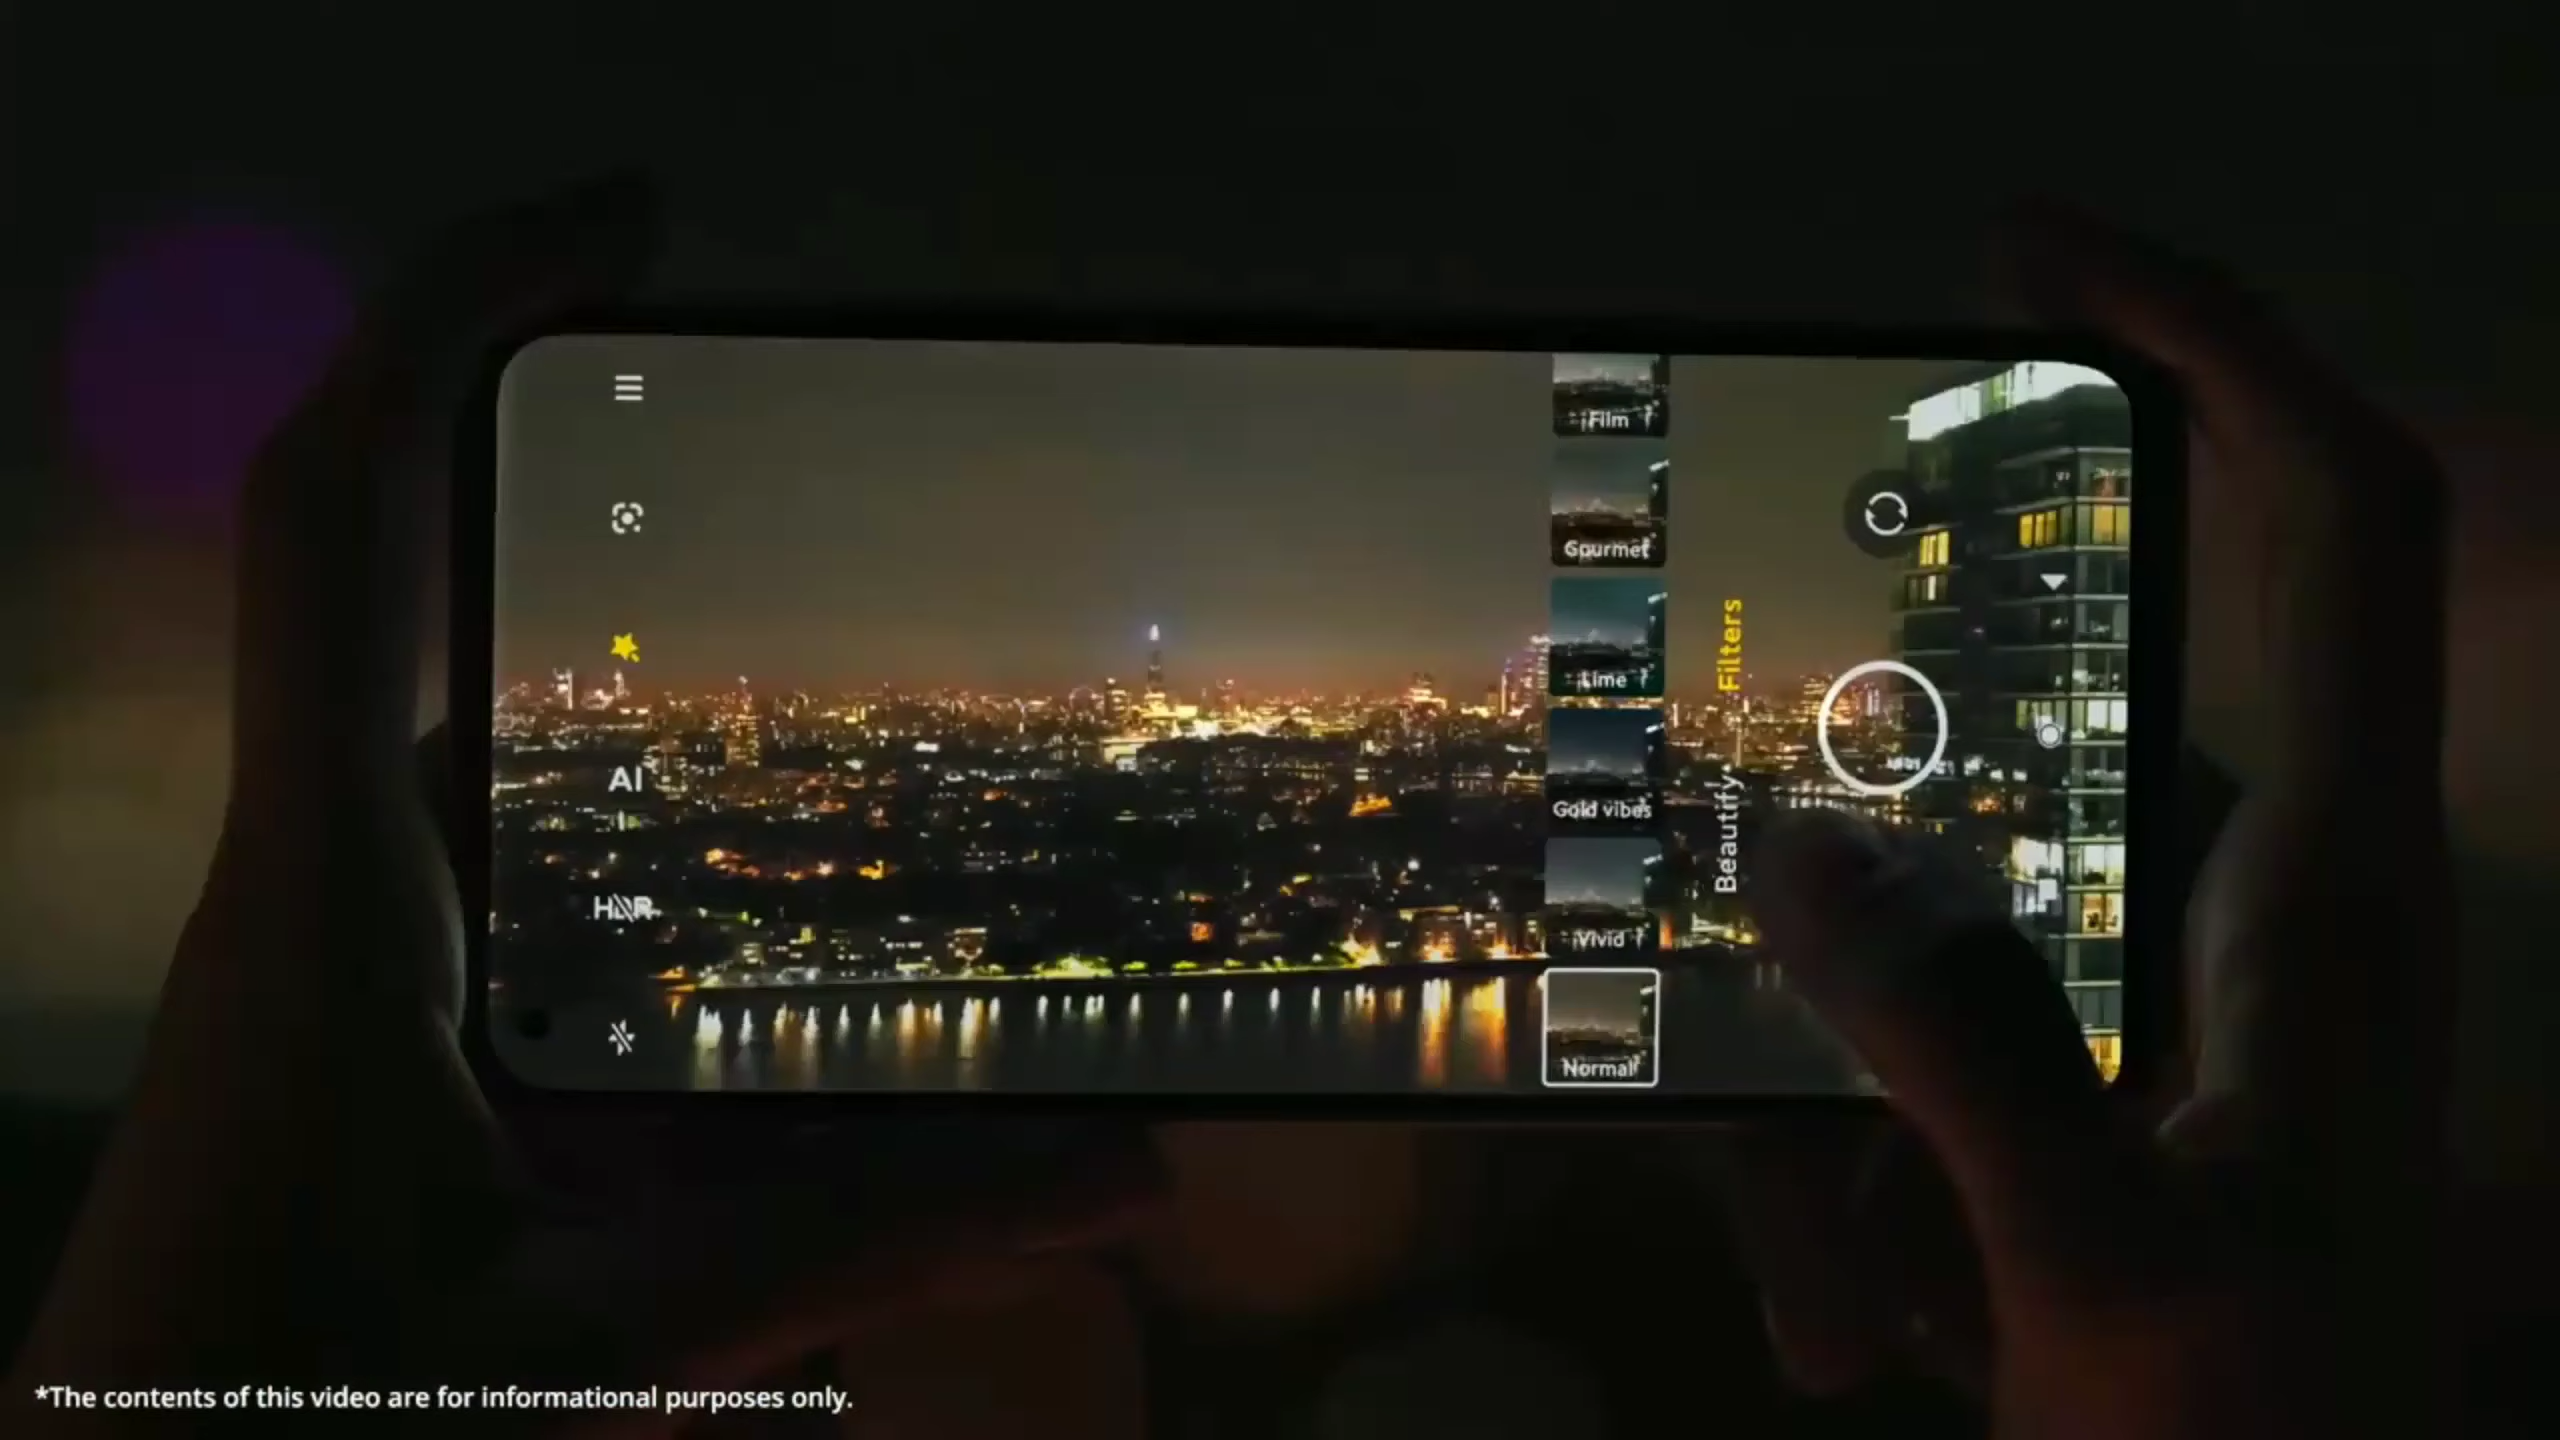 Film
Gourmet
Lime
Gold vibes
Vivid
Normal
Filters
Beautify
AI
HDR
*The contents of this video are for informational purposes only.